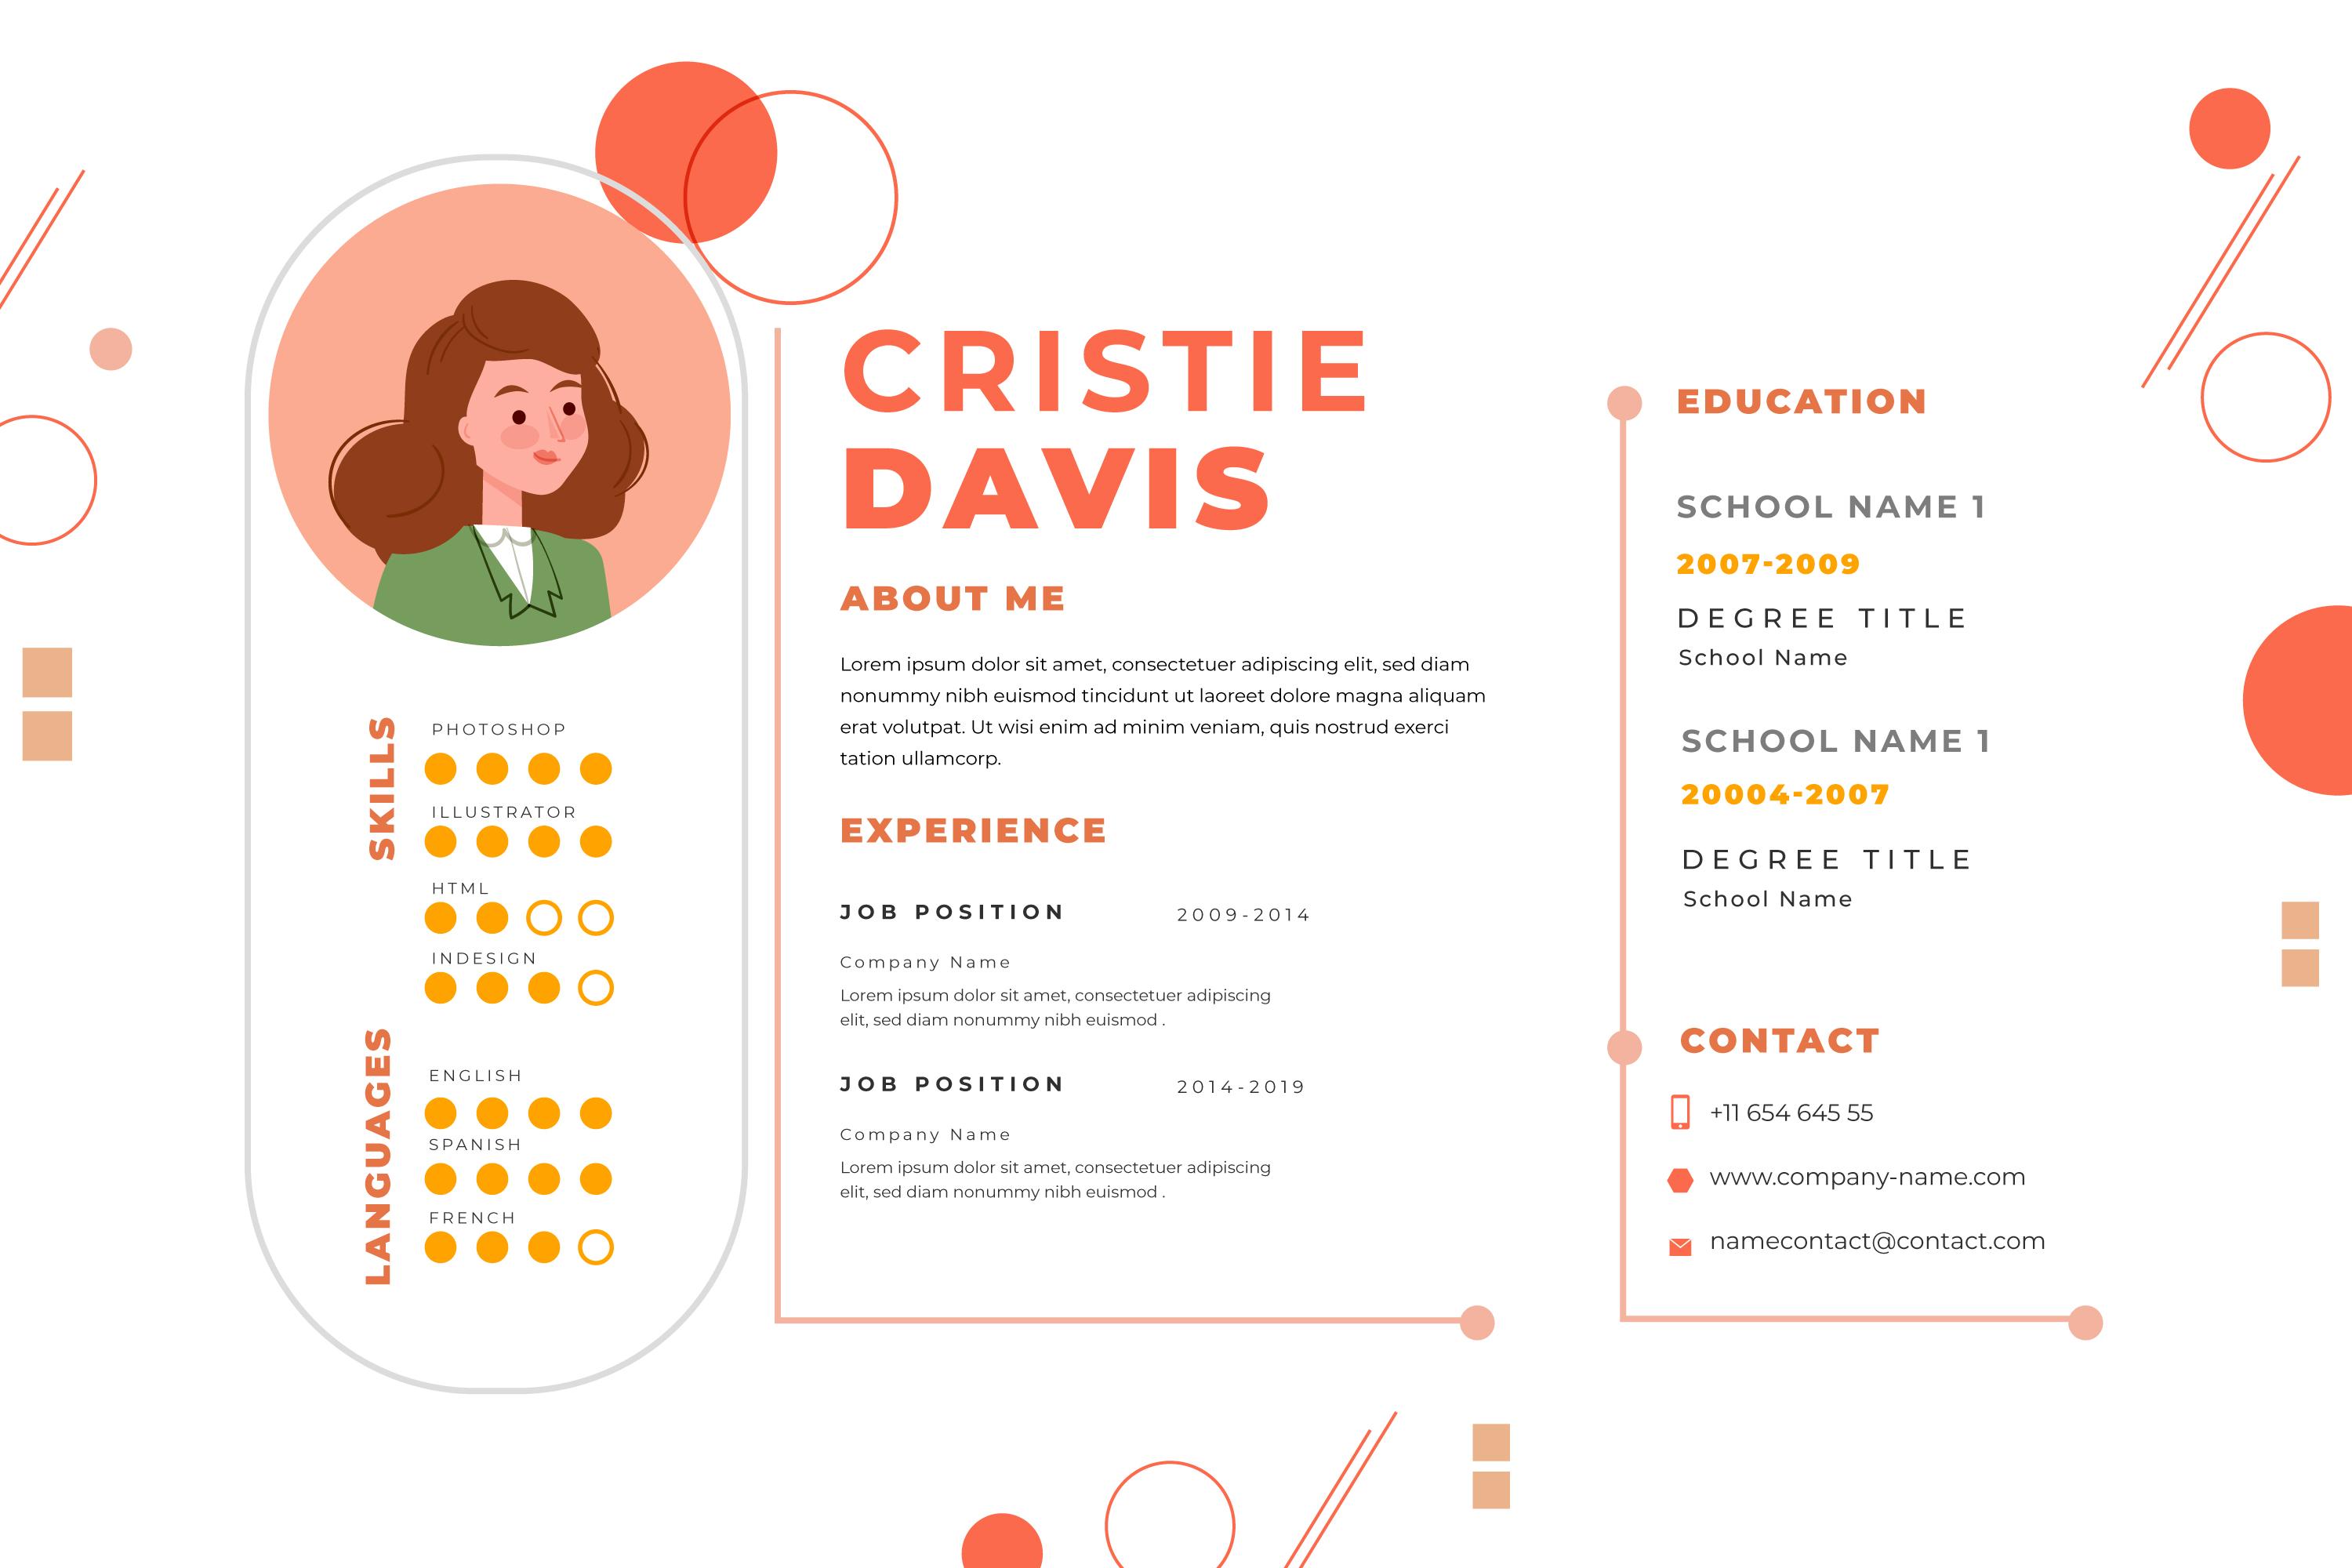 CRISTIE
DAVIS
ABOUT ME
Lorem ipsum dolor sit amet, consectetuer adipiscing elit, sed diam
nonummy nibh euismod tincidunt ut laoreet dolore magna aliquam
erat volutpat. Ut wisi enim ad minim veniam, quis nostrud exerci
tation ullamcorp.
EXPERIENCE
JOB POSITION 2009-2014
Company Name
Lorem ipsum dolor sit amet, consectetuer adipiscing
elit, sed diam nonummy nibh euismod .
JOB POSITION 2014-2019
Company Name
Lorem ipsum dolor sit amet, consectetuer adipiscing
elit, sed diam nonummy nibh euismod .
SKILLS
PHOTOSHOP
ILLUSTRATOR
HTML
INDESIGN
LANGUAGES
ENGLISH
SPANISH
FRENCH
EDUCATION
SCHOOL NAME 1
2007-2009
DEGREE TITLE
School Name
SCHOOL NAME 1
20004-2007
DEGREE TITLE
School Name
CONTACT
+11 654 645 55
www.company-name.com
namecontact@contact.com